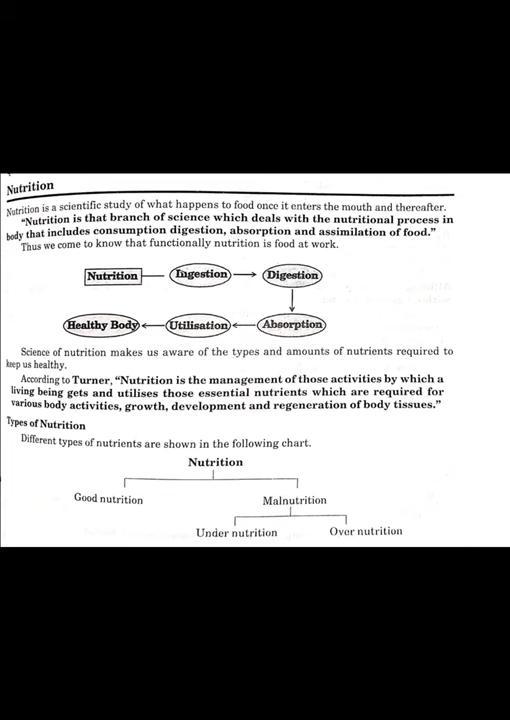 Nutrition
Nutrition is a scientific study of what happens to food once it enters the mouth and thereafter.
"Nutrition is that branch of science which deals with the nutritional process in
body that includes consumption digestion, absorption and assimilation of food."
Thus we come to know that functionally nutrition is food at work.
Nutrition Ingestion Digestion
Healthy Body Utilisation Absorption
Science of nutrition makes us aware of the types and amounts of nutrients required to
keep us healthy.
According to Turner, "Nutrition is the management of those activities by which a
living being gets and utilises those essential nutrients which are required for
various body activities, growth, development and regeneration of body tissues."
Types of Nutrition
Different types of nutrients are shown in the following chart.
Nutrition
Good nutrition Malnutrition
Under nutrition Over nutrition